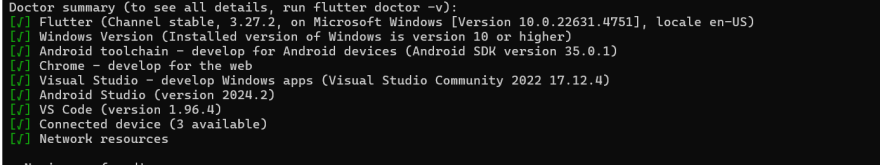 Doctor summary (to see all details, run flutter doctor -v):
[√] Flutter (Channel stable, 3.27.2, on Microsoft Windows [Version 10.0.22631.4751], locale en-US)
[√] Windows Version (Installed version of Windows is version 10 or higher)
[√] Android toolchain - develop for Android devices (Android SDK version 35.0.1)
[√] Chrome - develop for the web
[√] Visual Studio - develop Windows apps (Visual Studio Community 2022 17.12.4)
[√] Android Studio (version 2024.2)
[√] VS Code (version 1.96.4)
[√] Connected device (3 available)
[√] Network resources